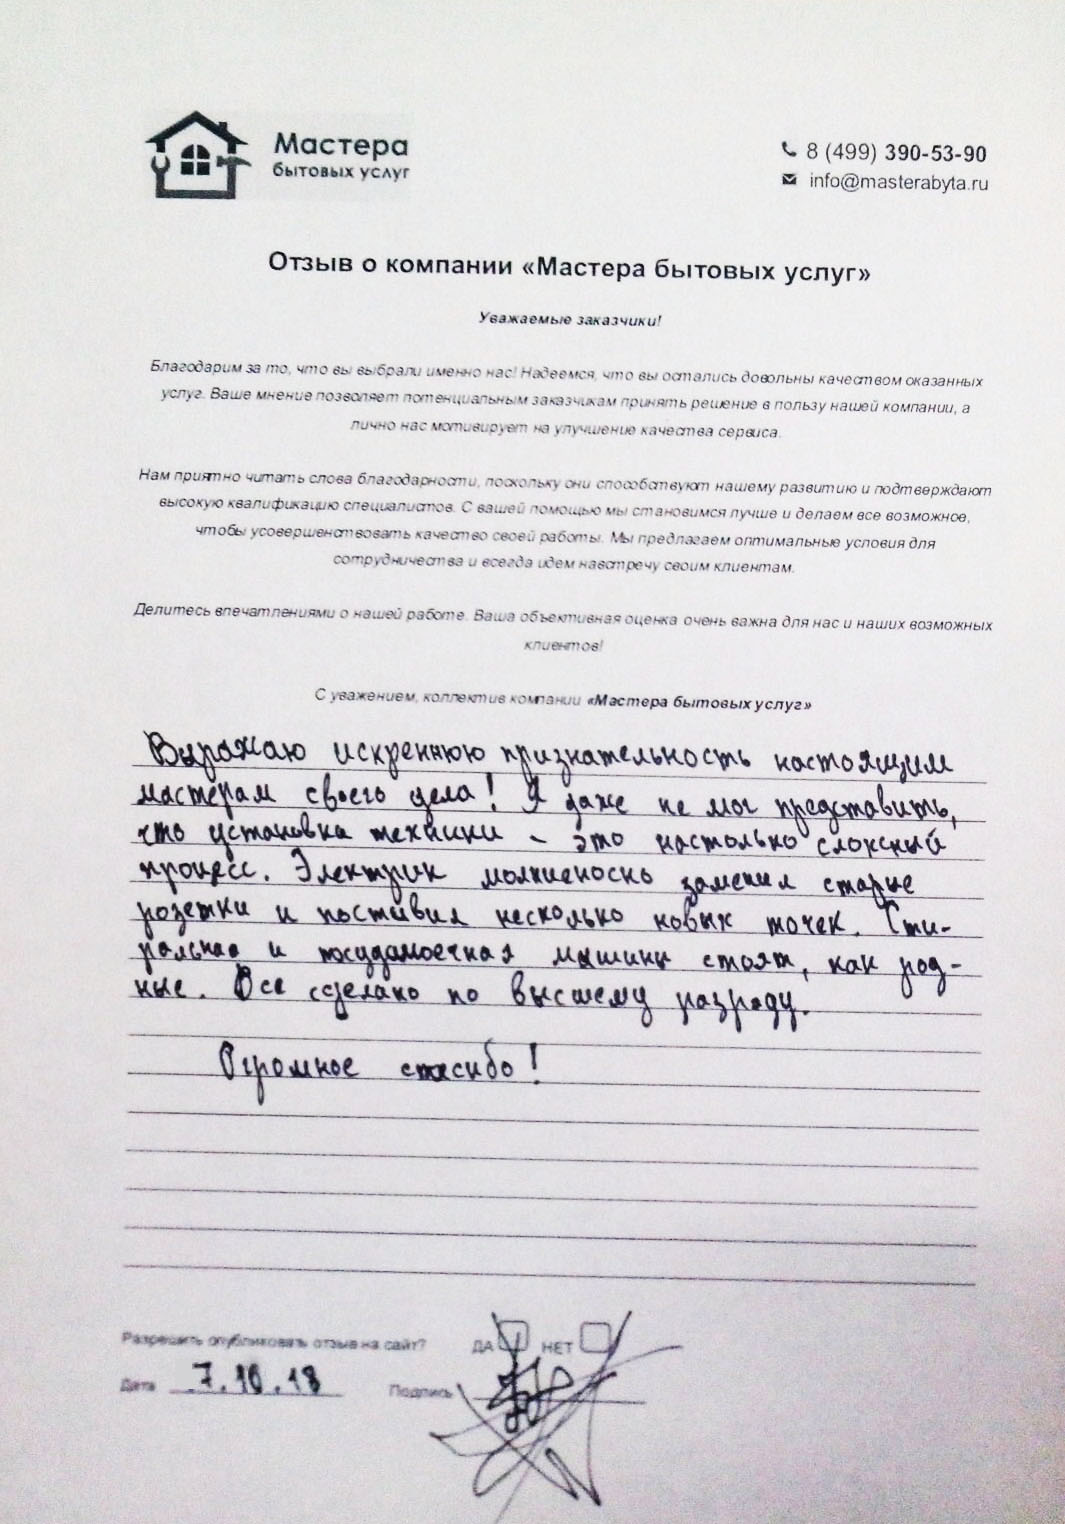 Мастера
бытовых услуг
8 (499) 390-53-90
info@masterabyta.ru
Отзыв о компании «Мастера бытовых услуг»
Уважаемые заказчики!
Благодарим за то, что вы выбрали именно нас! Надеемся, что вы остались довольны качеством оказанных
услуг. Ваше мнение позволяет потенциальным заказчикам принять решение в пользу нашей компании, а
лично нас мотивирует на улучшение качества сервиса.
Нам приятно читать слова благодарности, поскольку они способствуют нашему развитию и подтверждают
высокую квалификацию специалистов. С вашей помощью мы становимся лучше и делаем все возможное,
чтобы усовершенствовать качество своей работы. Мы предлагаем оптимальные условия для
сотрудничества и всегда идем навстречу своим клиентам.
Делитесь впечатлениями о нашей работе. Ваша объективная оценка очень важна для нас и наших возможных
клиентов!
С уважением, коллектив компании «Мастера бытовых услуг»
Выражаю искреннюю признательность настоящим
мастерам своего дела! Я даже не мог представить,
что установка техники - это настолько сложный
процесс. Электрик молниеносно заменил старые
розетки и поставил несколько новых точек. Сти-
ральная и посудамоечная машины стоят, как род-
ные. Все сделано по высшему разряду.
Огромное спасибо!
Разрешить опубликовать отзыв на сайт? ДА НЕТ
Дата 7.10.18 Подпись